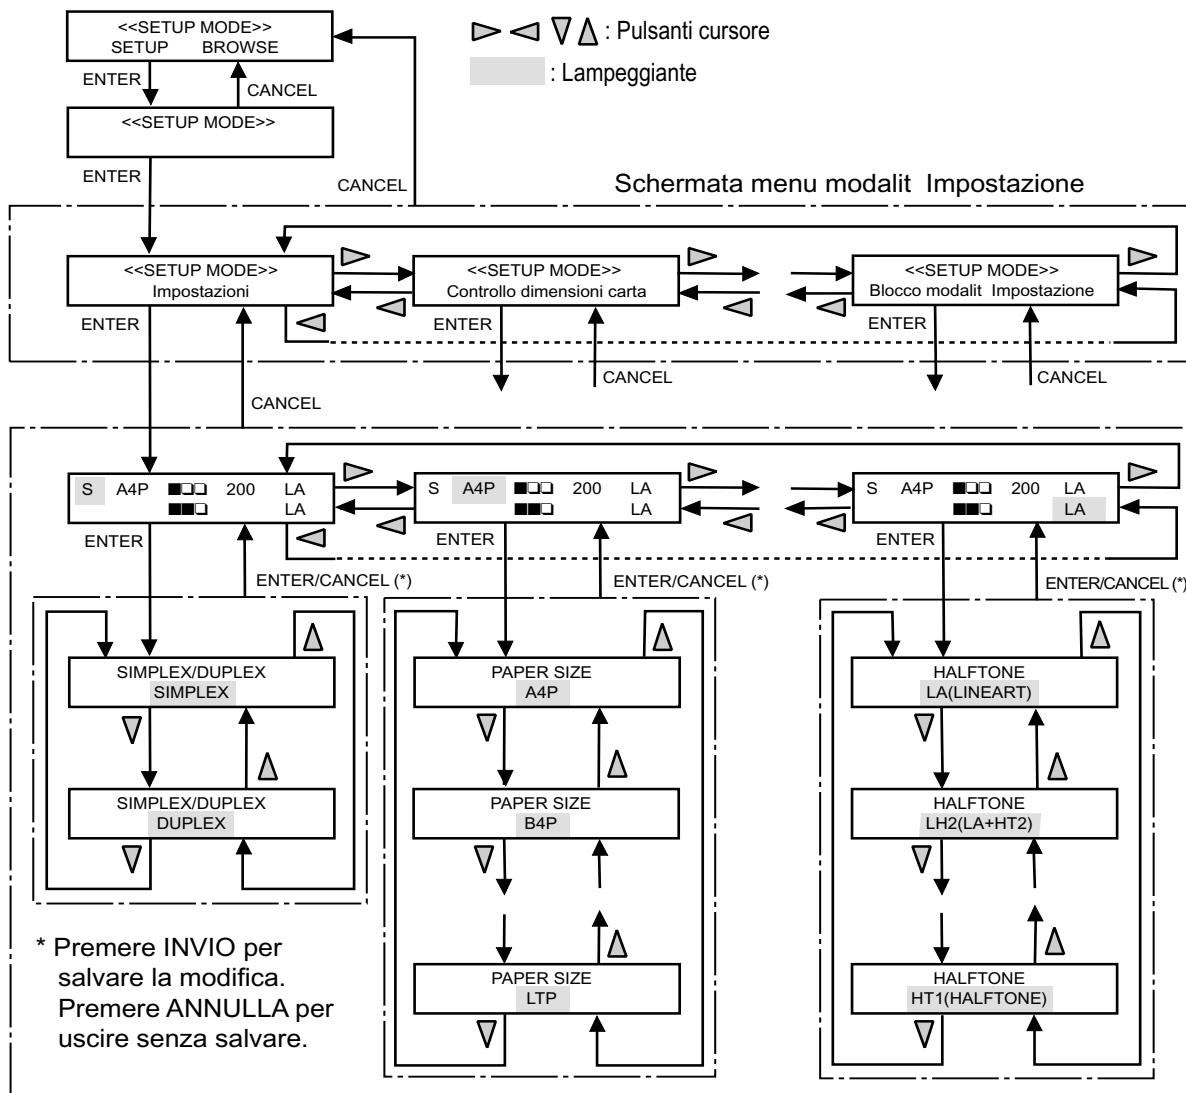 <<SETUP MODE>>
SETUP BROWSE
: Pulsanti cursore
: Lampeggiante
ENTER
CANCEL
<<SETUP MODE>>
ENTER
CANCEL
Schermata menu modalit Impostazione
<<SETUP MODE>>
Impostazioni
<<SETUP MODE>>
Controllo dimensioni carta
<<SETUP MODE>>
Blocco modalit Impostazione
ENTER
ENTER
ENTER
CANCEL
CANCEL
CANCEL
S A4P ■❏❏ 200 LA
■■❏ LA
S A4P ■❏❏ 200 LA
■■❏ LA
S A4P ■❏❏ 200 LA
■■❏ LA
ENTER
ENTER
ENTER
ENTER/CANCEL (*)
ENTER/CANCEL (*)
ENTER/CANCEL (*)
SIMPLEX/DUPLEX
SIMPLEX
PAPER SIZE
A4P
HALFTONE
LA(LINEART)
SIMPLEX/DUPLEX
DUPLEX
PAPER SIZE
B4P
HALFTONE
LH2(LA+HT2)
PAPER SIZE
LTP
HALFTONE
HT1(HALFTONE)
* Premere INVIO per
salvare la modifica.
Premere ANNULLA per
uscire senza salvare.